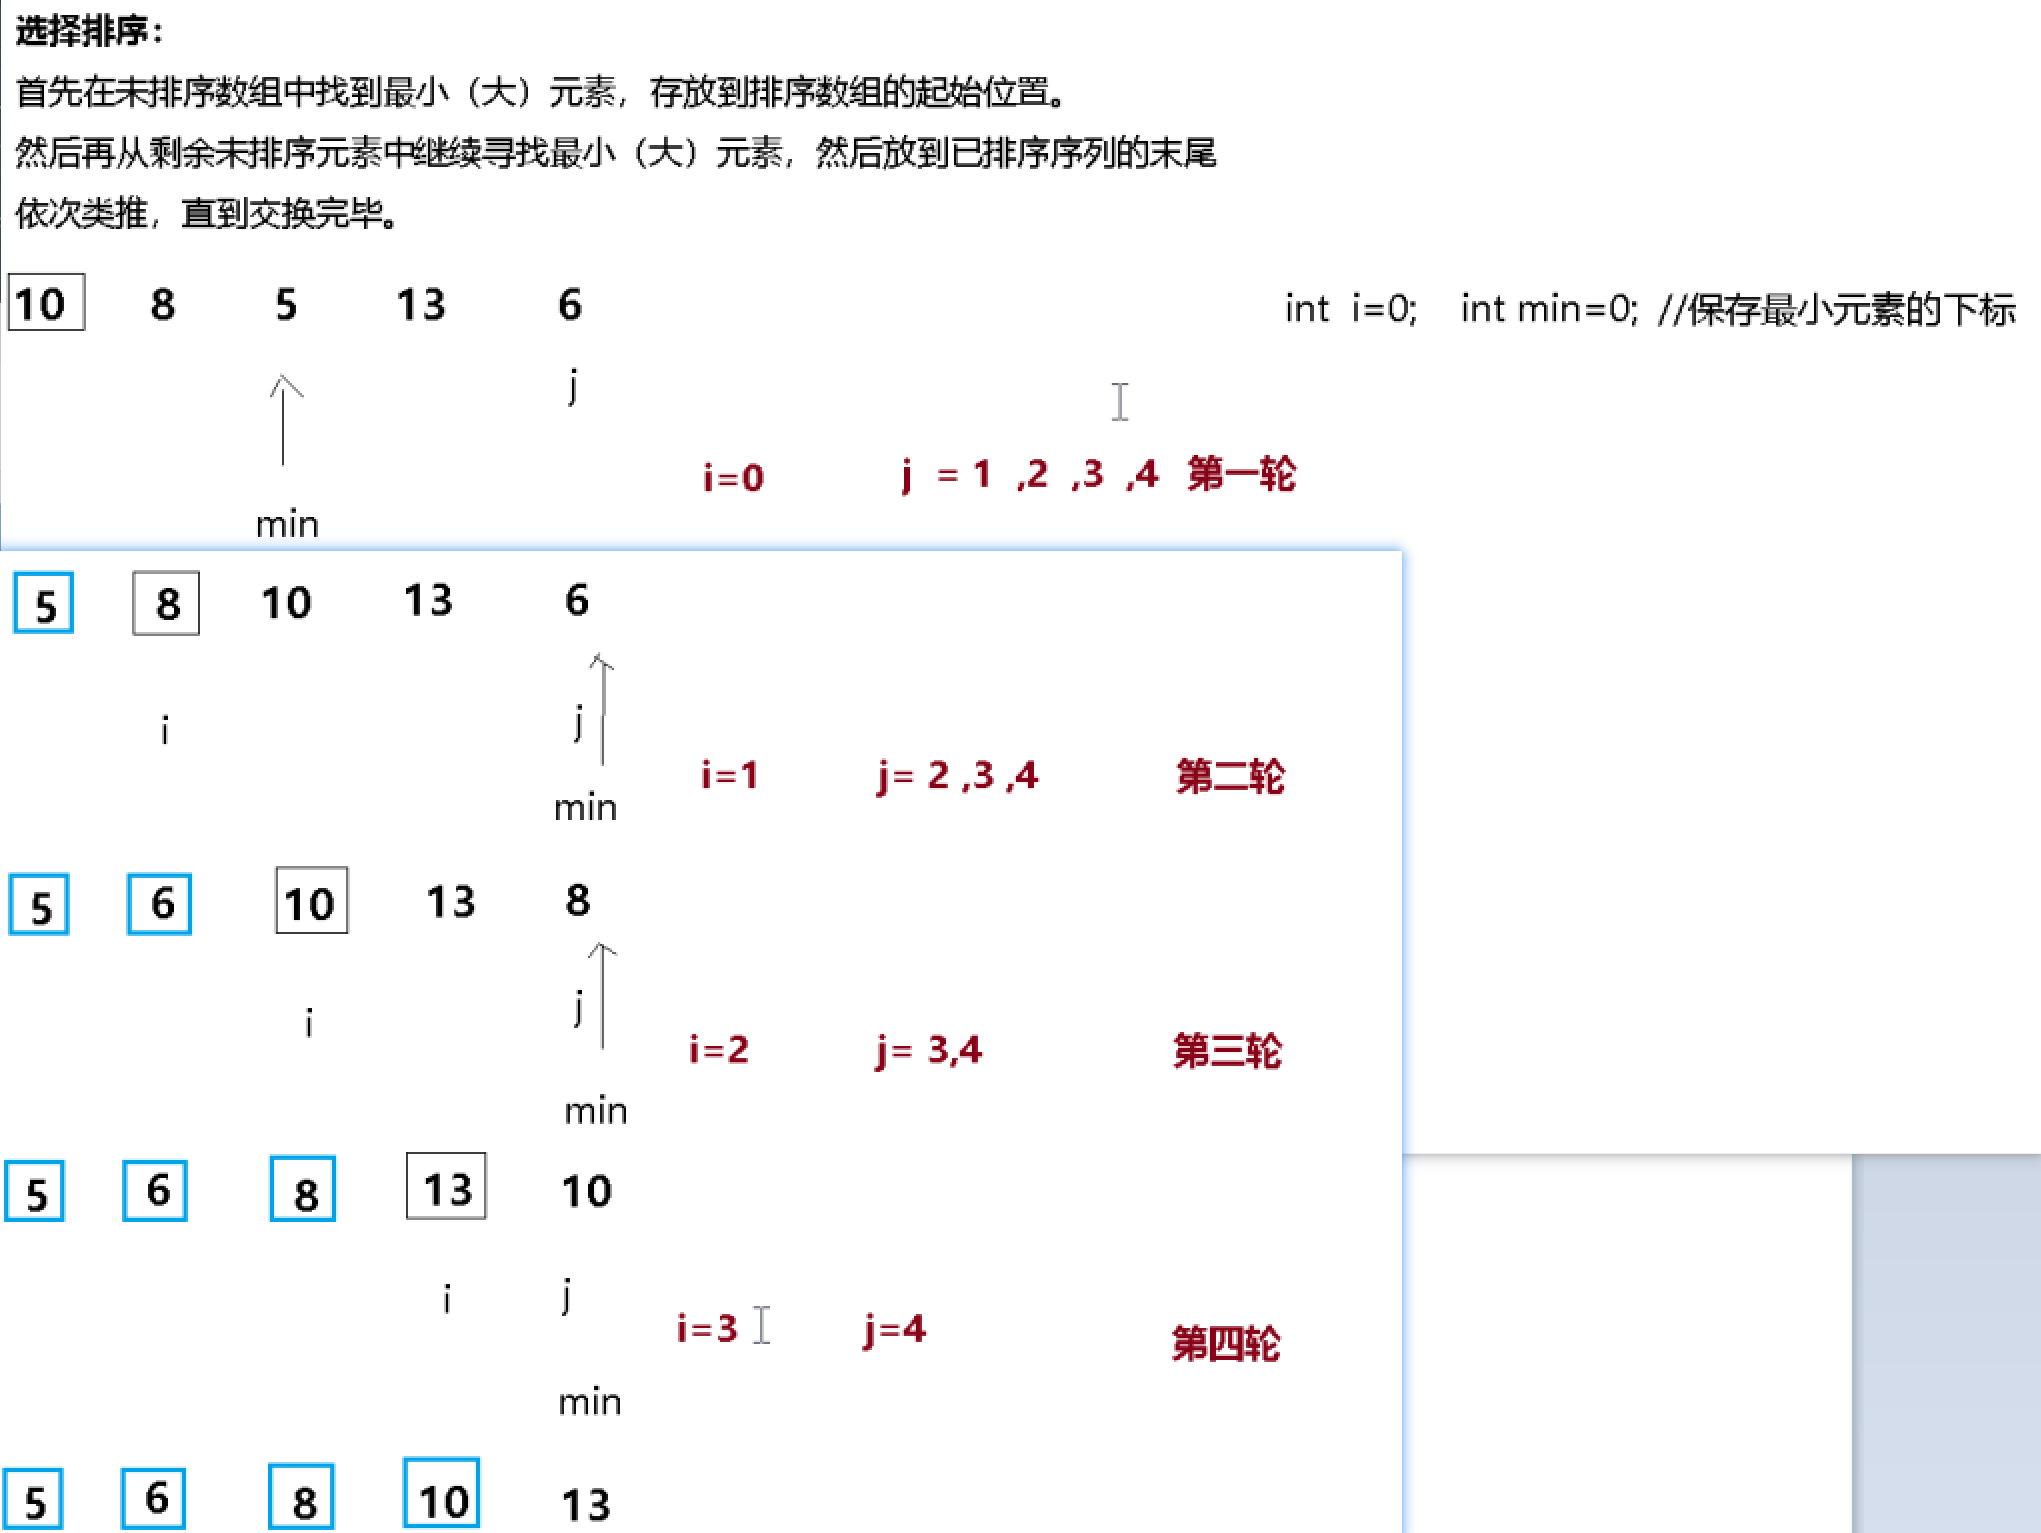 选择排序：
首先在未排序数组中找到最小（大）元素，存放到排序数组的起始位置。
然后再从剩余未排序元素中继续寻找最小（大）元素，然后放到已排序序列的末尾
依次类推，直到交换完毕。
10 8 5 13 6 int i=0; int min=0; //保存最小元素的下标
j
i=0 j = 1 ,2 ,3 ,4 第一轮
min
5 8 10 13 6
i j
i=1 j= 2 ,3 ,4 第二轮
min
5 6 10 13 8
i j
i=2 j= 3,4 第三轮
min
5 6 8 13 10
i j
i=3 j=4 第四轮
min
5 6 8 10 13